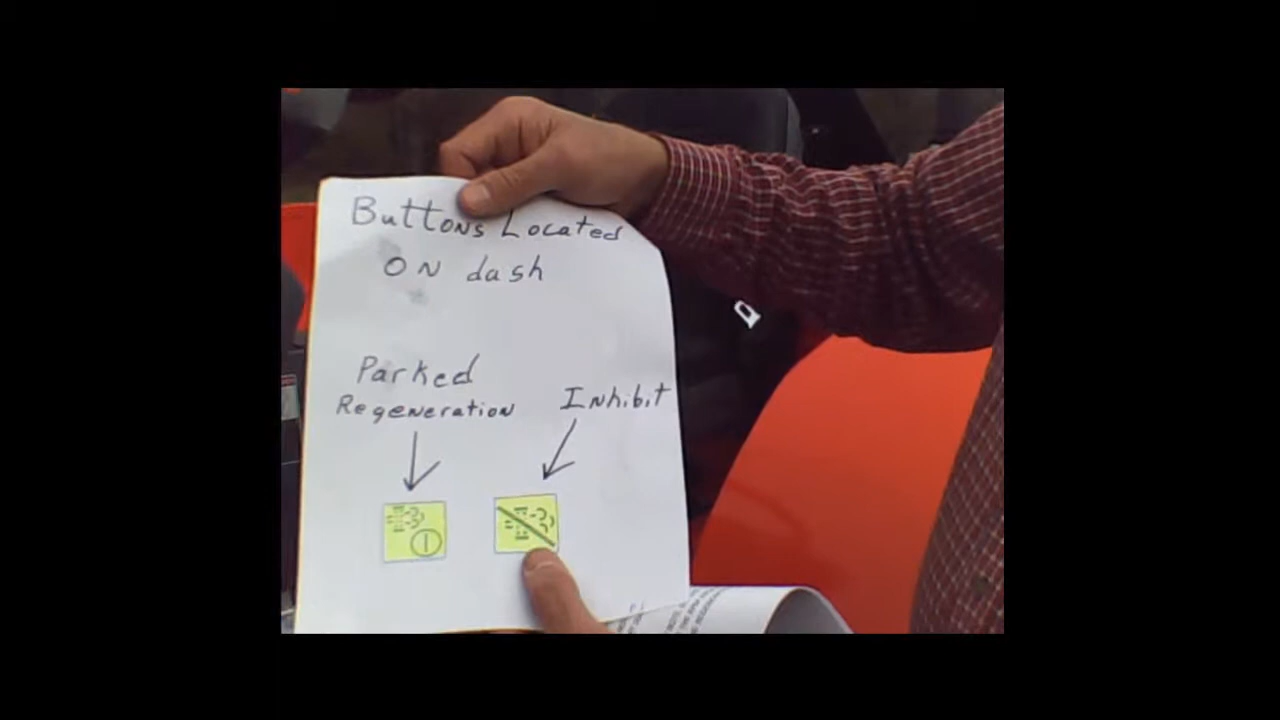 Buttons Located
ON dash
Parked
Regeneration
Inhibit